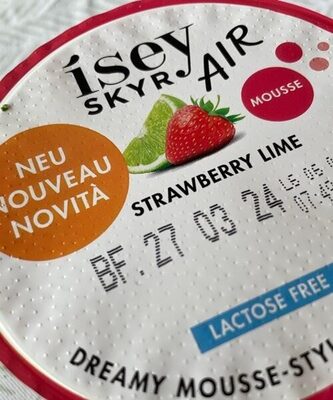 ísey
SKYR AIR
MOUSSE
NEU
NOUVEAU
NOVITÀ
STRAWBERRY LIME
BF. 27 03 24
LACTOSE FREE
DREAMY MOUSSE-STYL